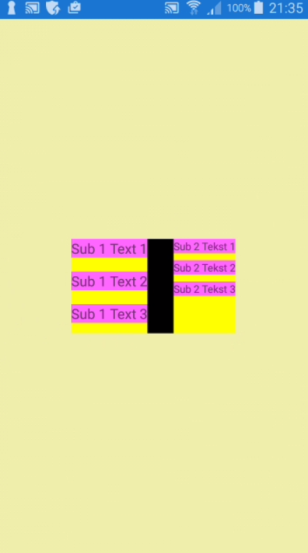 100% 21:35
Sub 1 Text 1
Sub 1 Text 2
Sub 1 Text 3
Sub 2 Tekst 1
Sub 2 Tekst 2
Sub 2 Tekst 3